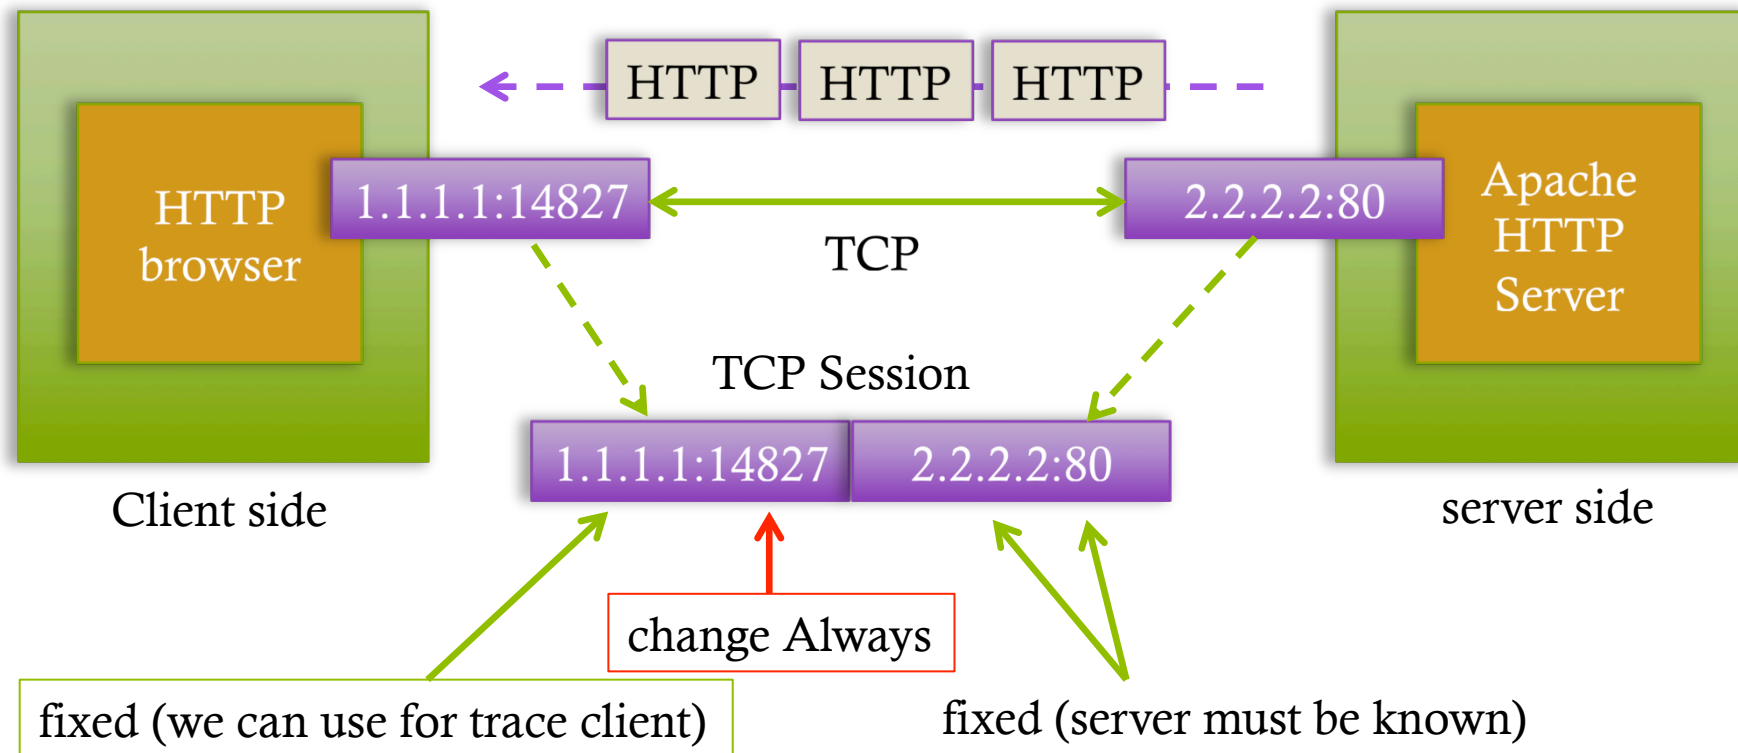 HTTP HTTP HTTP
HTTP
browser
1.1.1.1:14827
2.2.2.2:80
Apache
HTTP
Server
TCP
TCP Session
1.1.1.1:14827 2.2.2.2:80
Client side
server side
change Always
fixed (we can use for trace client)
fixed (server must be known)